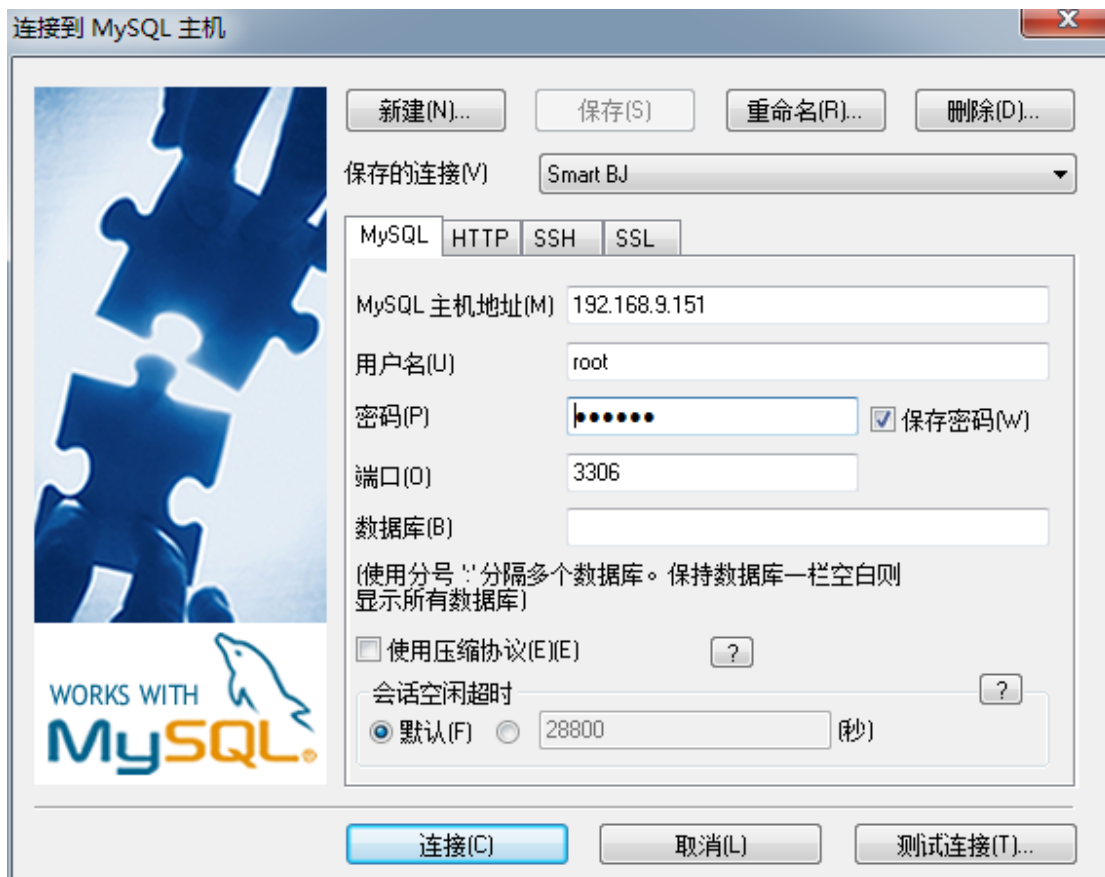 连接到 MySQL 主机
新建(N)... 保存(S) 重命名(R)... 删除(D)...
保存的连接(V) Smart BJ
MySQL HTTP SSH SSL
MySQL 主机地址(M) 192.168.9.151
用户名(U) root
密码(P) ●●●●●● 保存密码(W)
端口(O) 3306
数据库(B)
(使用分号 ';' 分隔多个数据库。保持数据库一栏空白则
显示所有数据库)
使用压缩协议(E)(E) ?
会话空闲超时 ?
默认(F) 28800 (秒)
WORKS WITH
MySQL®
连接(C) 取消(L) 测试连接(T)...